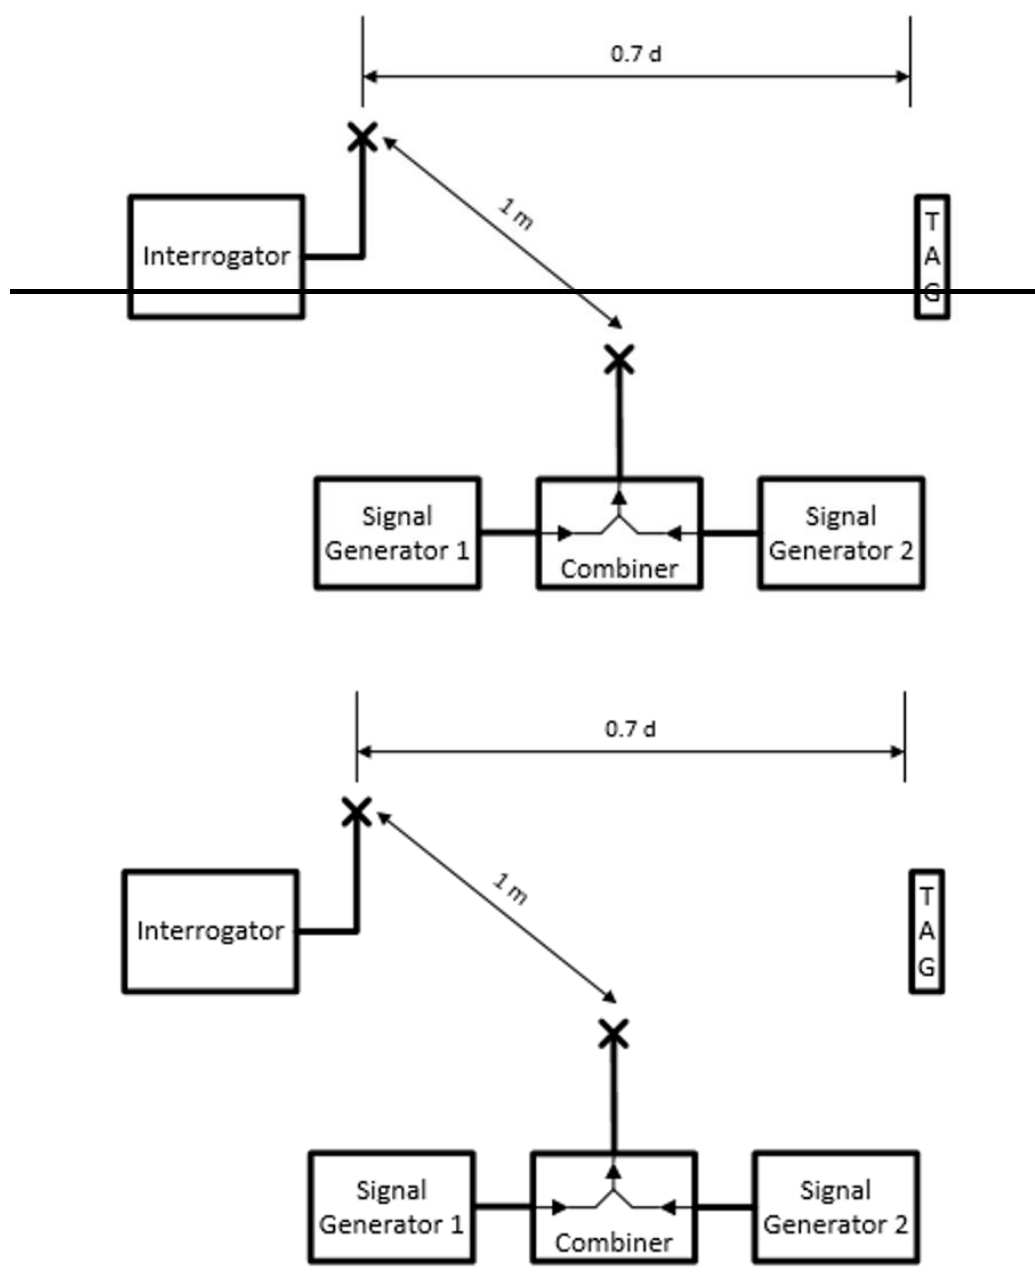 0.7 d
1 m
Interrogator
T
A
G
Signal
Generator 1
Combiner
Signal
Generator 2
0.7 d
1 m
Interrogator
T
A
G
Signal
Generator 1
Combiner
Signal
Generator 2